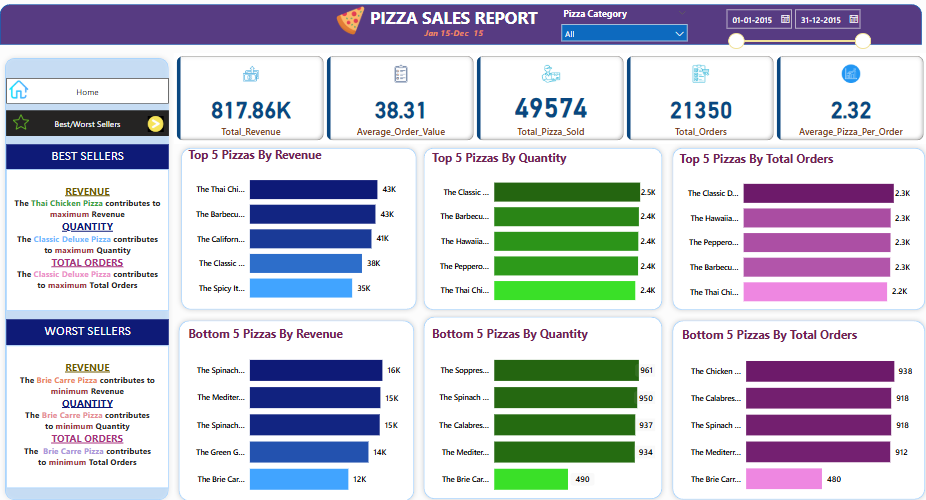 PIZZA SALES REPORT
Jan 15-Dec 15
Pizza Category
All
01-01-2015
31-12-2015
Home
Best/Worst Sellers
BEST SELLERS
REVENUE
The Thai Chicken Pizza contributes to
maximum Revenue
QUANTITY
The Classic Deluxe Pizza contributes
to maximum Quantity
TOTAL ORDERS
The Classic Deluxe Pizza contributes
to maximum Total Orders
WORST SELLERS
REVENUE
The Brie Carre Pizza contributes to
minimum Revenue
QUANTITY
The Brie Carre Pizza contributes
to minimum Quantity
TOTAL ORDERS
The Brie Carre Pizza contributes
to minimum Total Orders
817.86K
Total_Revenue
38.31
Average_Order_Value
49574
Total_Pizza_Sold
21350
Total_Orders
2.32
Average_Pizza_Per_Order
Top 5 Pizzas By Revenue
The Thai Chi... 43K
The Barbecu... 43K
The Californ... 41K
The Classic ... 38K
The Spicy It... 35K
Top 5 Pizzas By Quantity
The Classic ... 2.5K
The Barbecu... 2.4K
The Hawaiia... 2.4K
The Peppero... 2.4K
The Thai Chi... 2.4K
Top 5 Pizzas By Total Orders
The Classic D... 2.3K
The Hawaiia... 2.3K
The Peppero... 2.3K
The Barbecu... 2.3K
The Thai Chi... 2.2K
Bottom 5 Pizzas By Revenue
The Spinach... 16K
The Mediter... 15K
The Spinach... 15K
The Green G... 14K
The Brie Car... 12K
Bottom 5 Pizzas By Quantity
The Soppres... 961
The Spinach ... 950
The Calabres... 937
The Mediter... 934
The Brie Car... 490
Bottom 5 Pizzas By Total Orders
The Chicken ... 938
The Calabres... 918
The Spinach ... 918
The Mediterr... 912
The Brie Carr... 480